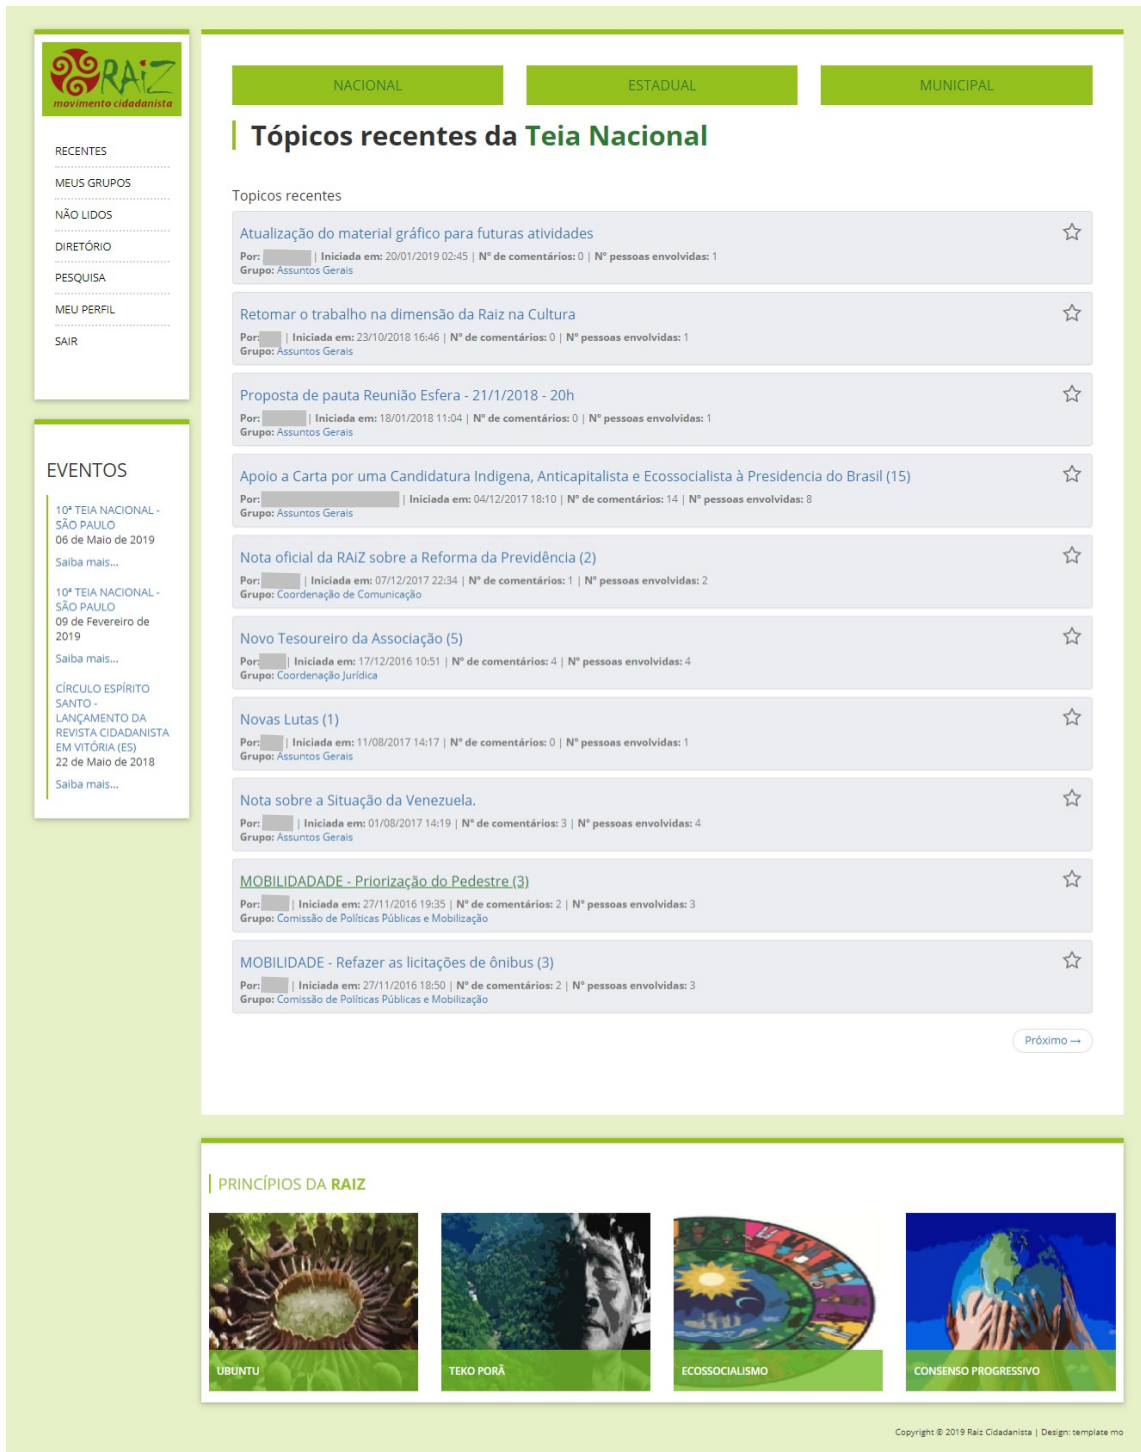 RAiZ
movimento cidadanista
RECENTES
MEUS GRUPOS
NÃO LIDOS
DIRETÓRIO
PESQUISA
MEU PERFIL
SAIR
EVENTOS
10ª TEIA NACIONAL -
SÃO PAULO
06 de Maio de 2019
Saiba mais...
10ª TEIA NACIONAL -
SÃO PAULO
09 de Fevereiro de
2019
Saiba mais...
CÍRCULO ESPÍRITO
SANTO -
LANÇAMENTO DA
REVISTA CIDADANISTA
EM VITÓRIA (ES)
22 de Maio de 2018
Saiba mais...
NACIONAL ESTADUAL MUNICIPAL
Tópicos recentes da Teia Nacional
Topicos recentes
Atualização do material gráfico para futuras atividades
Por: | Iniciada em: 20/01/2019 02:45 | Nº de comentários: 0 | Nº pessoas envolvidas: 1
Grupo: Assuntos Gerais
Retomar o trabalho na dimensão da Raiz na Cultura
Por: | Iniciada em: 23/10/2018 16:46 | Nº de comentários: 0 | Nº pessoas envolvidas: 1
Grupo: Assuntos Gerais
Proposta de pauta Reunião Esfera - 21/1/2018 - 20h
Por: | Iniciada em: 18/01/2018 11:04 | Nº de comentários: 0 | Nº pessoas envolvidas: 1
Grupo: Assuntos Gerais
Apoio a Carta por uma Candidatura Indigena, Anticapitalista e Ecossocialista à Presidencia do Brasil (15)
Por: | Iniciada em: 04/12/2017 18:10 | Nº de comentários: 14 | Nº pessoas envolvidas: 8
Grupo: Assuntos Gerais
Nota oficial da RAiZ sobre a Reforma da Previdência (2)
Por: | Iniciada em: 07/12/2017 22:34 | Nº de comentários: 1 | Nº pessoas envolvidas: 2
Grupo: Coordenação de Comunicação
Novo Tesoureiro da Associação (5)
Por: | Iniciada em: 17/12/2016 10:51 | Nº de comentários: 4 | Nº pessoas envolvidas: 4
Grupo: Coordenação Jurídica
Novas Lutas (1)
Por: | Iniciada em: 11/08/2017 14:17 | Nº de comentários: 0 | Nº pessoas envolvidas: 1
Grupo: Assuntos Gerais
Nota sobre a Situação da Venezuela.
Por: | Iniciada em: 01/08/2017 14:19 | Nº de comentários: 3 | Nº pessoas envolvidas: 4
Grupo: Assuntos Gerais
MOBILIDADADE - Priorização do Pedestre (3)
Por: | Iniciada em: 27/11/2016 19:35 | Nº de comentários: 2 | Nº pessoas envolvidas: 3
Grupo: Comissão de Políticas Públicas e Mobilização
MOBILIDADE - Refazer as licitações de ônibus (3)
Por: | Iniciada em: 27/11/2016 18:50 | Nº de comentários: 2 | Nº pessoas envolvidas: 3
Grupo: Comissão de Políticas Públicas e Mobilização
Próximo →
PRINCÍPIOS DA RAIZ
UBUNTU
TEKO PORÃ
ECOSSOCIALISMO
CONSENSO PROGRESSIVO
Copyright © 2019 Raiz Cidadanista | Design: template mo